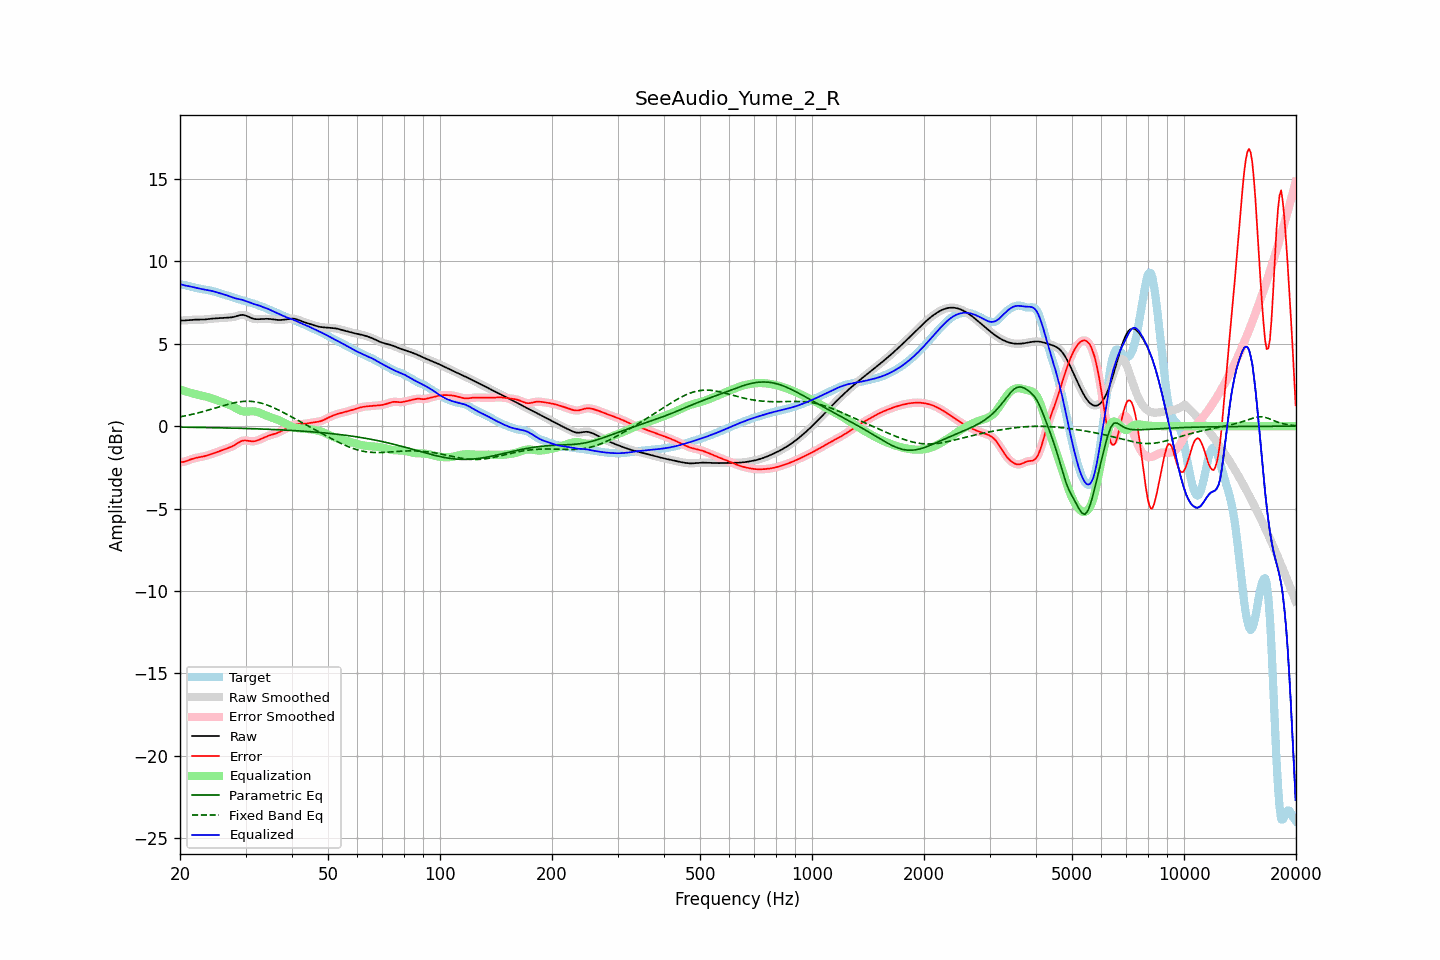 SeeAudio_Yume_2_R
Amplitude (dBr)
15
10
5
0
−5
−10
−15
−20
−25
Target
Raw Smoothed
Error Smoothed
Raw
Error
Equalization
Parametric Eq
Fixed Band Eq
Equalized
20 50 100 200 500 1000 2000 5000 10000 20000
Frequency (Hz)